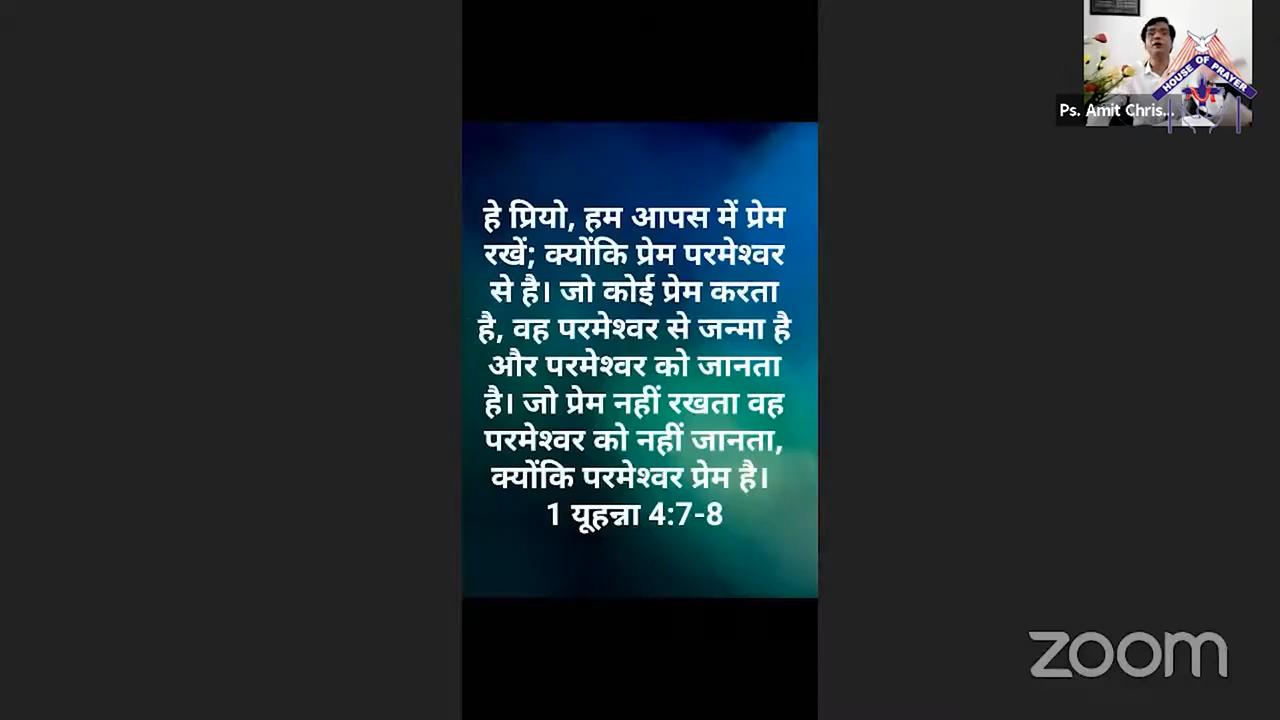 हे प्रियो, हम आपस में प्रेम
रखें; क्योंकि प्रेम परमेश्वर
से है। जो कोई प्रेम करता
है, वह परमेश्वर से जन्मा है
और परमेश्वर को जानता
है। जो प्रेम नहीं रखता वह
परमेश्वर को नहीं जानता,
क्योंकि परमेश्वर प्रेम है।
1 यूहन्ना 4:7-8
HOUSE OF PRAYER
Ps. Amit Chris...
zoom